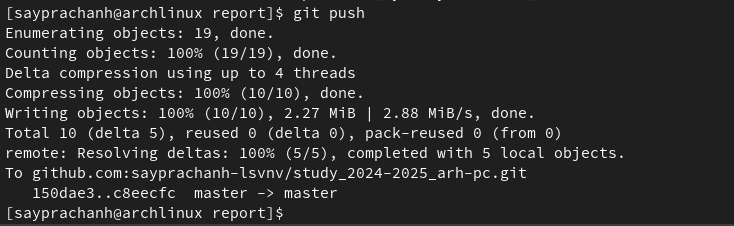 [sayprachanh@archlinux report]$ git push
Enumerating objects: 19, done.
Counting objects: 100% (19/19), done.
Delta compression using up to 4 threads
Compressing objects: 100% (10/10), done.
Writing objects: 100% (10/10), 2.27 MiB | 2.88 MiB/s, done.
Total 10 (delta 5), reused 0 (delta 0), pack-reused 0 (from 0)
remote: Resolving deltas: 100% (5/5), completed with 5 local objects.
To github.com:sayprachanh-lsvnv/study_2024-2025_arh-pc.git
   150dae3..c8eecfc  master -> master
[sayprachanh@archlinux report]$